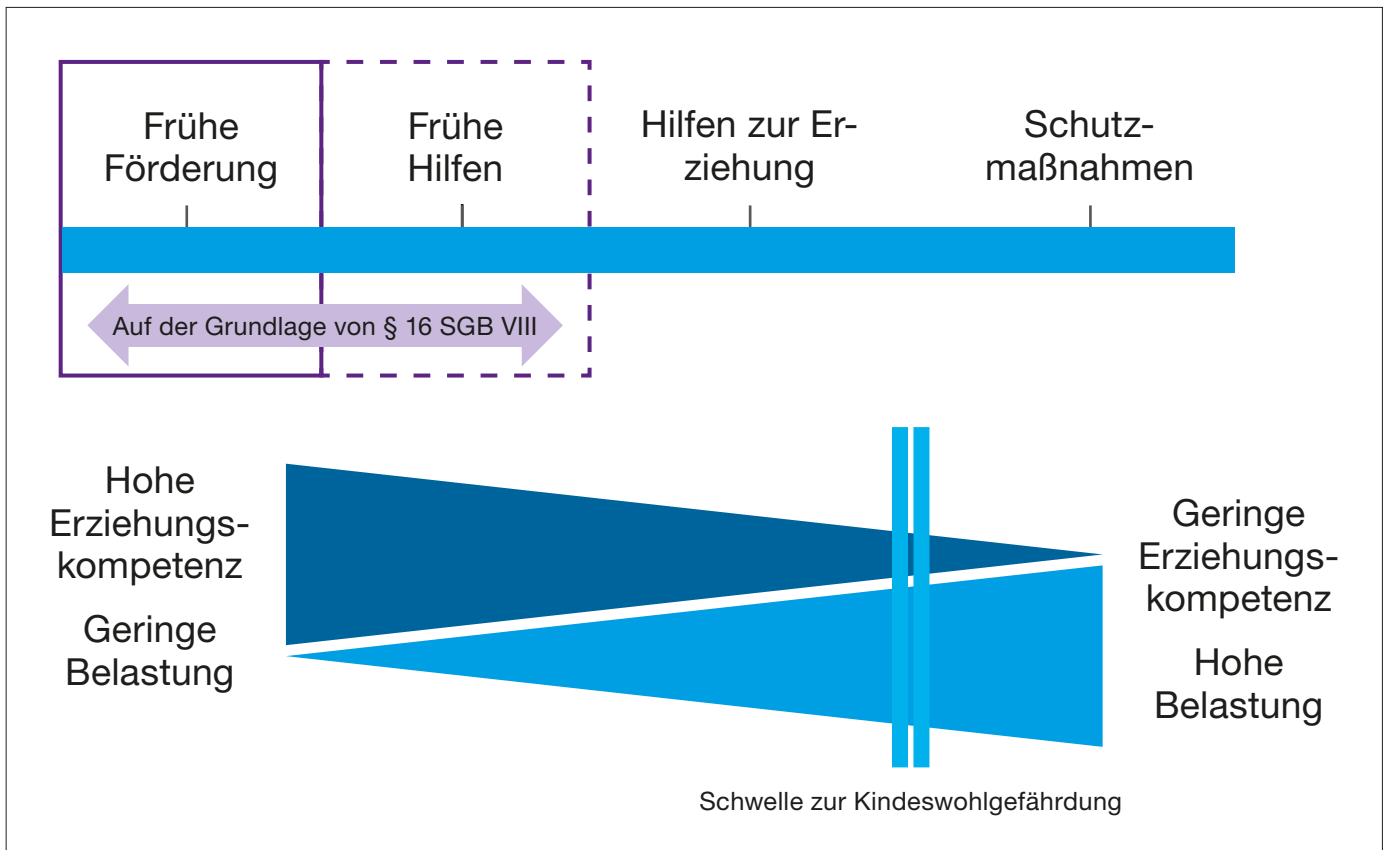 Frühe
Förderung
Frühe
Hilfen
Hilfen zur Er-
ziehung
Schutz-
maßnahmen
Auf der Grundlage von § 16 SGB VIII
Hohe
Erziehungs-
kompetenz
Geringe
Belastung
Geringe
Erziehungs-
kompetenz
Hohe
Belastung
Schwelle zur Kindeswohlgefährdung